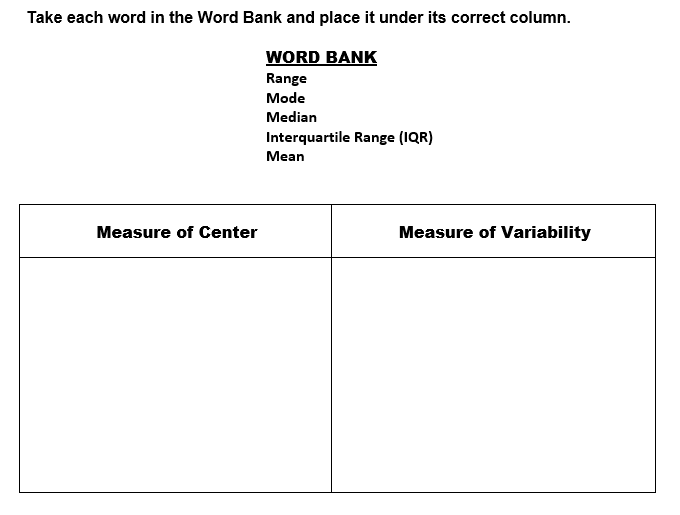 Take each word in the Word Bank and place it under its correct column.
WORD BANK
Range
Mode
Median
Interquartile Range (IQR)
Mean
Measure of Center
Measure of Variability